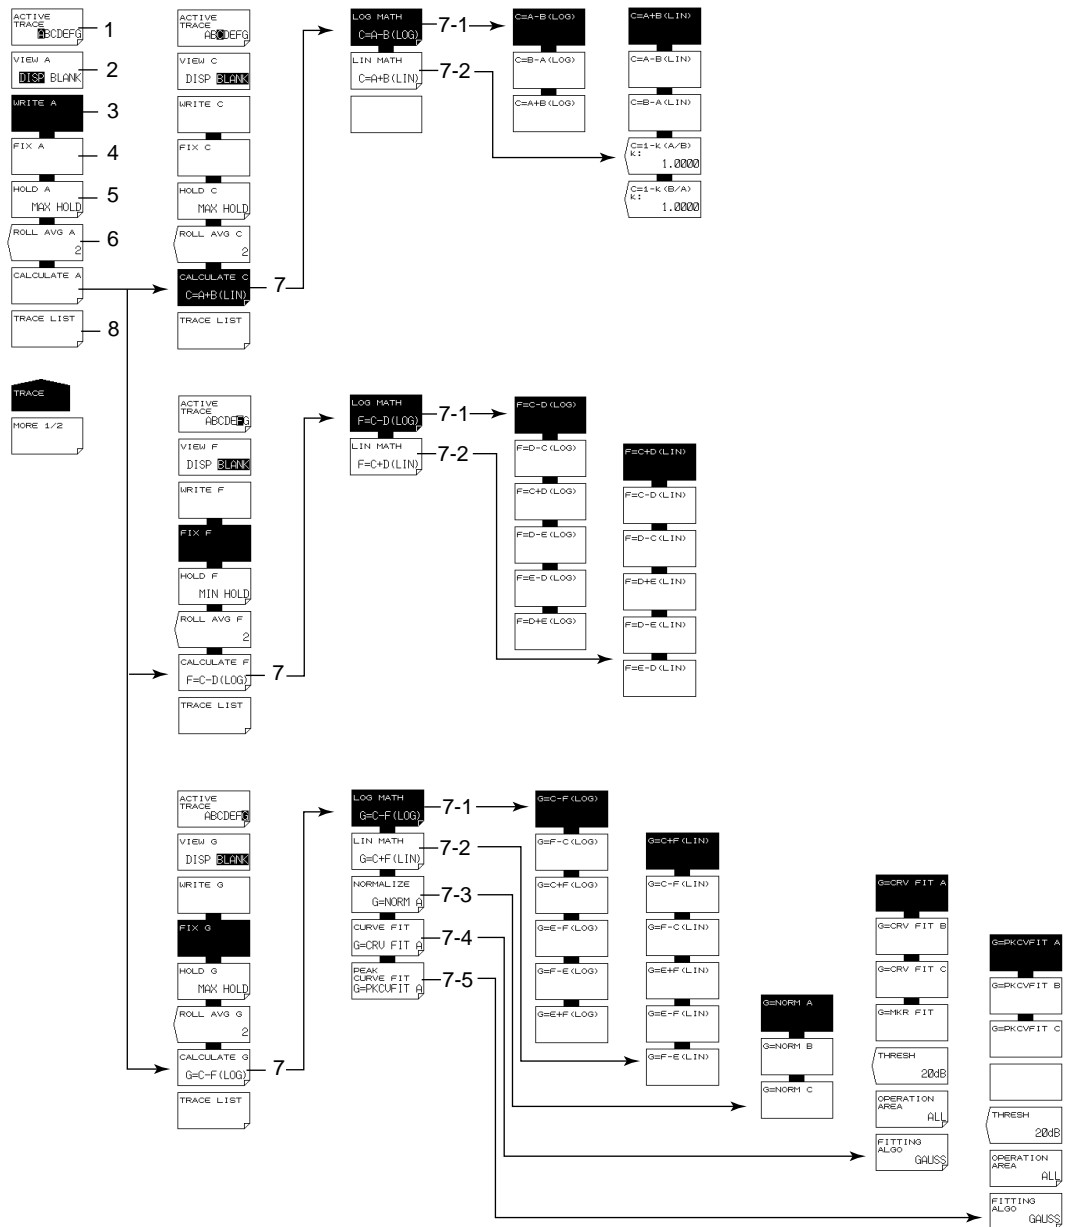 ACTIVE
TRACE
ABCDEFG
1
VIEW A
DISP BLANK
2
WRITE A
3
FIX A
4
HOLD A
MAX HOLD
5
ROLL AVG A
2
6
CALCULATE A
TRACE LIST
8
TRACE
MORE 1/2
ACTIVE
TRACE
ABCDEFG
VIEW C
DISP BLANK
WRITE C
FIX C
HOLD C
MAX HOLD
ROLL AVG C
2
CALCULATE C
C=A+B(LIN)
7
TRACE LIST
LOG MATH
C=A-B(LOG)
7-1
LIN MATH
C=A+B(LIN)
7-2
C=A-B(LOG)
C=B-A(LOG)
C=A+B(LOG)
C=A+B(LIN)
C=A-B(LIN)
C=B-A(LIN)
C=1-k(A/B)
k:
1.0000
C=1-k(B/A)
k:
1.0000
ACTIVE
TRACE
ABCDEFG
VIEW F
DISP BLANK
WRITE F
FIX F
HOLD F
MIN HOLD
ROLL AVG F
2
CALCULATE F
F=C-D(LOG)
7
TRACE LIST
LOG MATH
F=C-D(LOG)
7-1
LIN MATH
F=C+D(LIN)
7-2
F=C-D(LOG)
F=D-C(LOG)
F=C+D(LOG)
F=D-E(LOG)
F=E-D(LOG)
F=D+E(LOG)
F=C+D(LIN)
F=C-D(LIN)
F=D-C(LIN)
F=D+E(LIN)
F=D-E(LIN)
F=E-D(LIN)
ACTIVE
TRACE
ABCDEFG
VIEW G
DISP BLANK
WRITE G
FIX G
HOLD G
MAX HOLD
ROLL AVG G
2
CALCULATE G
G=C-F(LOG)
7
TRACE LIST
LOG MATH
G=C-F(LOG)
7-1
LIN MATH
G=C+F(LIN)
7-2
NORMALIZE
G=NORM A
7-3
CURVE FIT
G=CRV FIT A
7-4
PEAK
CURVE FIT
G=PKCVFIT A
7-5
G=C-F(LOG)
G=F-C(LOG)
G=C+F(LOG)
G=E-F(LOG)
G=F-E(LOG)
G=E+F(LOG)
G=C+F(LIN)
G=C-F(LIN)
G=F-C(LIN)
G=E+F(LIN)
G=E-F(LIN)
G=F-E(LIN)
G=NORM A
G=NORM B
G=NORM C
G=CRV FIT A
G=CRV FIT B
G=CRV FIT C
G=MKR FIT
THRESH
20dB
OPERATION
AREA
ALL
FITTING
ALGO
GAUSS
G=PKCVFIT A
G=PKCVFIT B
G=PKCVFIT C
THRESH
20dB
OPERATION
AREA
ALL
FITTING
ALGO
GAUSS